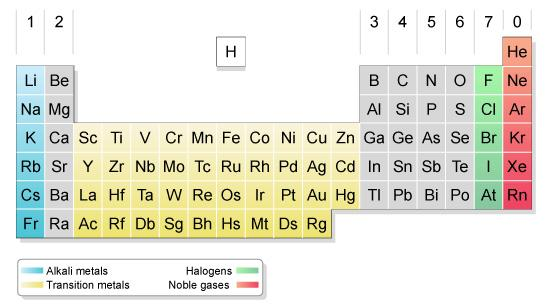 1 2 3 4 5 6 7 0
H He
Li Be B C N O F Ne
Na Mg Al Si P S Cl Ar
K Ca Sc Ti V Cr Mn Fe Co Ni Cu Zn Ga Ge As Se Br Kr
Rb Sr Y Zr Nb Mo Tc Ru Rh Pd Ag Cd In Sn Sb Te I Xe
Cs Ba La Hf Ta W Re Os Ir Pt Au Hg Tl Pb Bi Po At Rn
Fr Ra Ac Rf Db Sg Bh Hs Mt Ds Rg
Alkali metals Halogens
Transition metals Noble gases